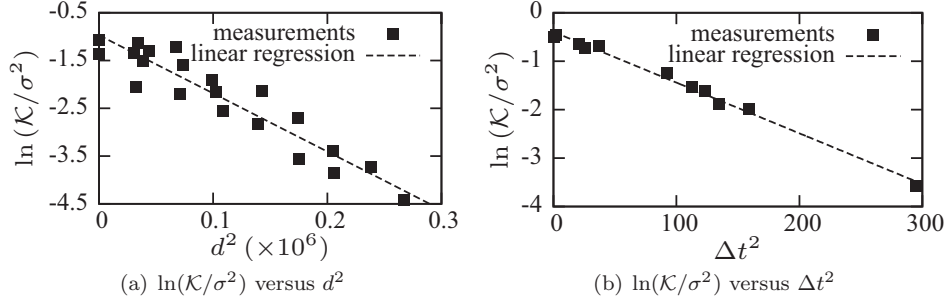 -0.5
-1.5
-2.5
-3.5
-4.5
0
0.1
0.2
0.3
ln (𝒦/σ²)
d² (×10⁶)
measurements
linear regression
(a) ln(𝒦/σ²) versus d²
0
-1
-2
-3
-4
0
100
200
300
ln (𝒦/σ²)
Δt²
measurements
linear regression
(b) ln(𝒦/σ²) versus Δt²